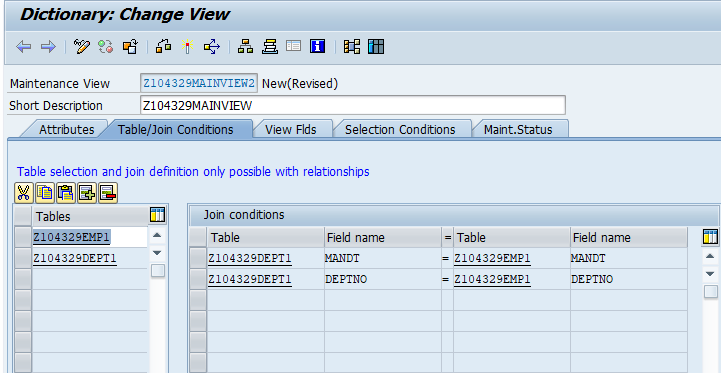 Dictionary: Change View
Maintenance View Z104329MAINVIEW2 New(Revised)
Short Description Z104329MAINVIEW
Attributes Table/Join Conditions View Flds Selection Conditions Maint.Status
Table selection and join definition only possible with relationships
Tables
Z104329EMP1
Z104329DEPT1
Join conditions
Table Field name = Table Field name
Z104329DEPT1 MANDT = Z104329EMP1 MANDT
Z104329DEPT1 DEPTNO = Z104329EMP1 DEPTNO